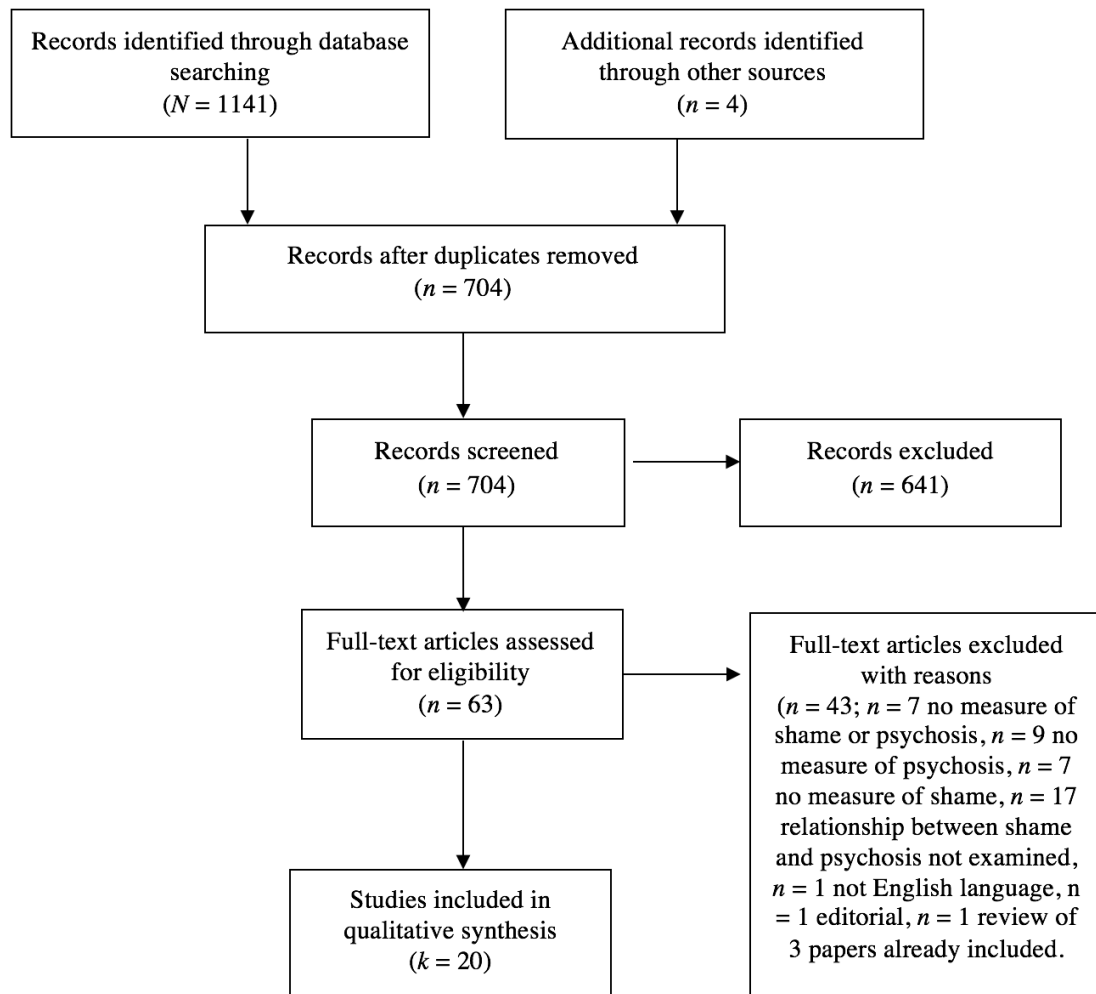 Records identified through database
searching
(N = 1141)
Additional records identified
through other sources
(n = 4)
Records after duplicates removed
(n = 704)
Records screened
(n = 704)
Records excluded
(n = 641)
Full-text articles assessed
for eligibility
(n = 63)
Full-text articles excluded
with reasons
(n = 43; n = 7 no measure of
shame or psychosis, n = 9 no
measure of psychosis, n = 7
no measure of shame, n = 17
relationship between shame
and psychosis not examined,
n = 1 not English language, n
= 1 editorial, n = 1 review of
3 papers already included.
Studies included in
qualitative synthesis
(k = 20)